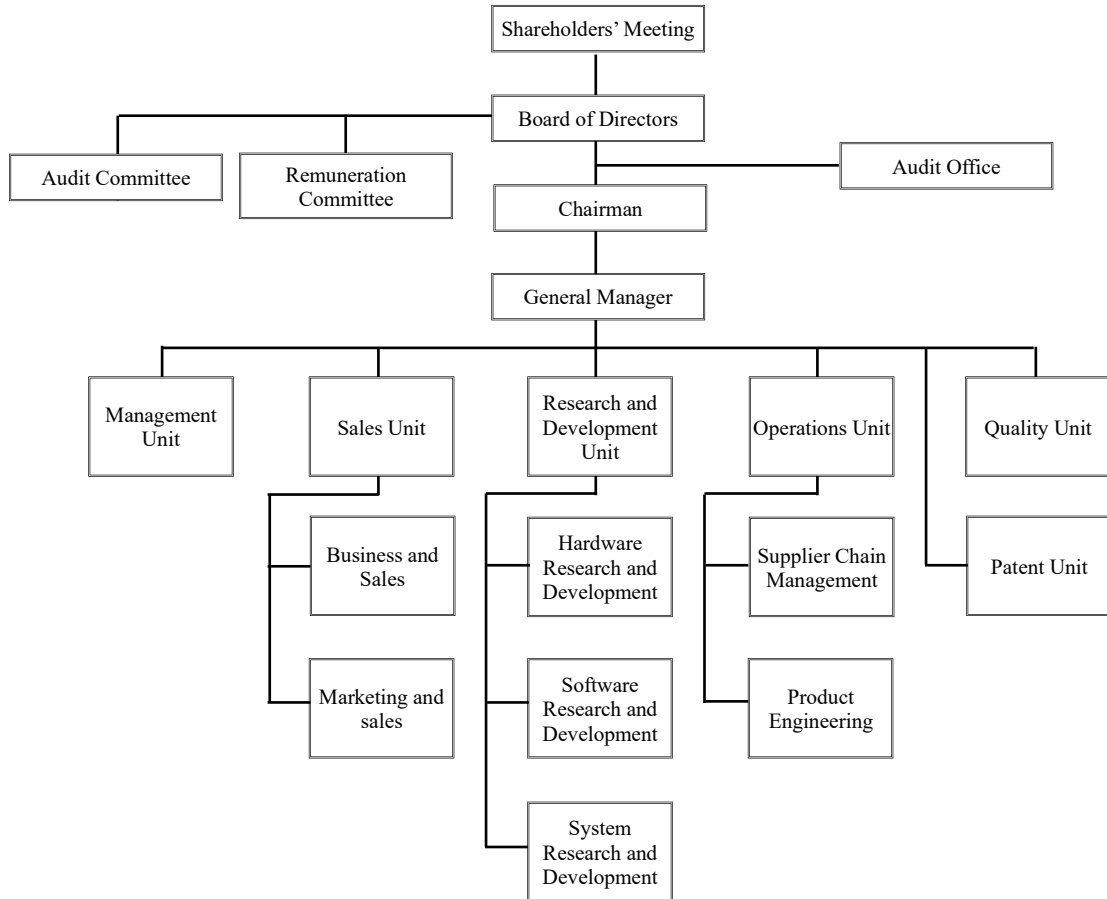 Shareholders’ Meeting
Board of Directors
Audit Committee
Remuneration
Committee
Audit Office
Chairman
General Manager
Management
Unit
Sales Unit
Research and
Development
Unit
Operations Unit
Quality Unit
Business and
Sales
Hardware
Research and
Development
Supplier Chain
Management
Patent Unit
Marketing and
sales
Software
Research and
Development
Product
Engineering
System
Research and
Development